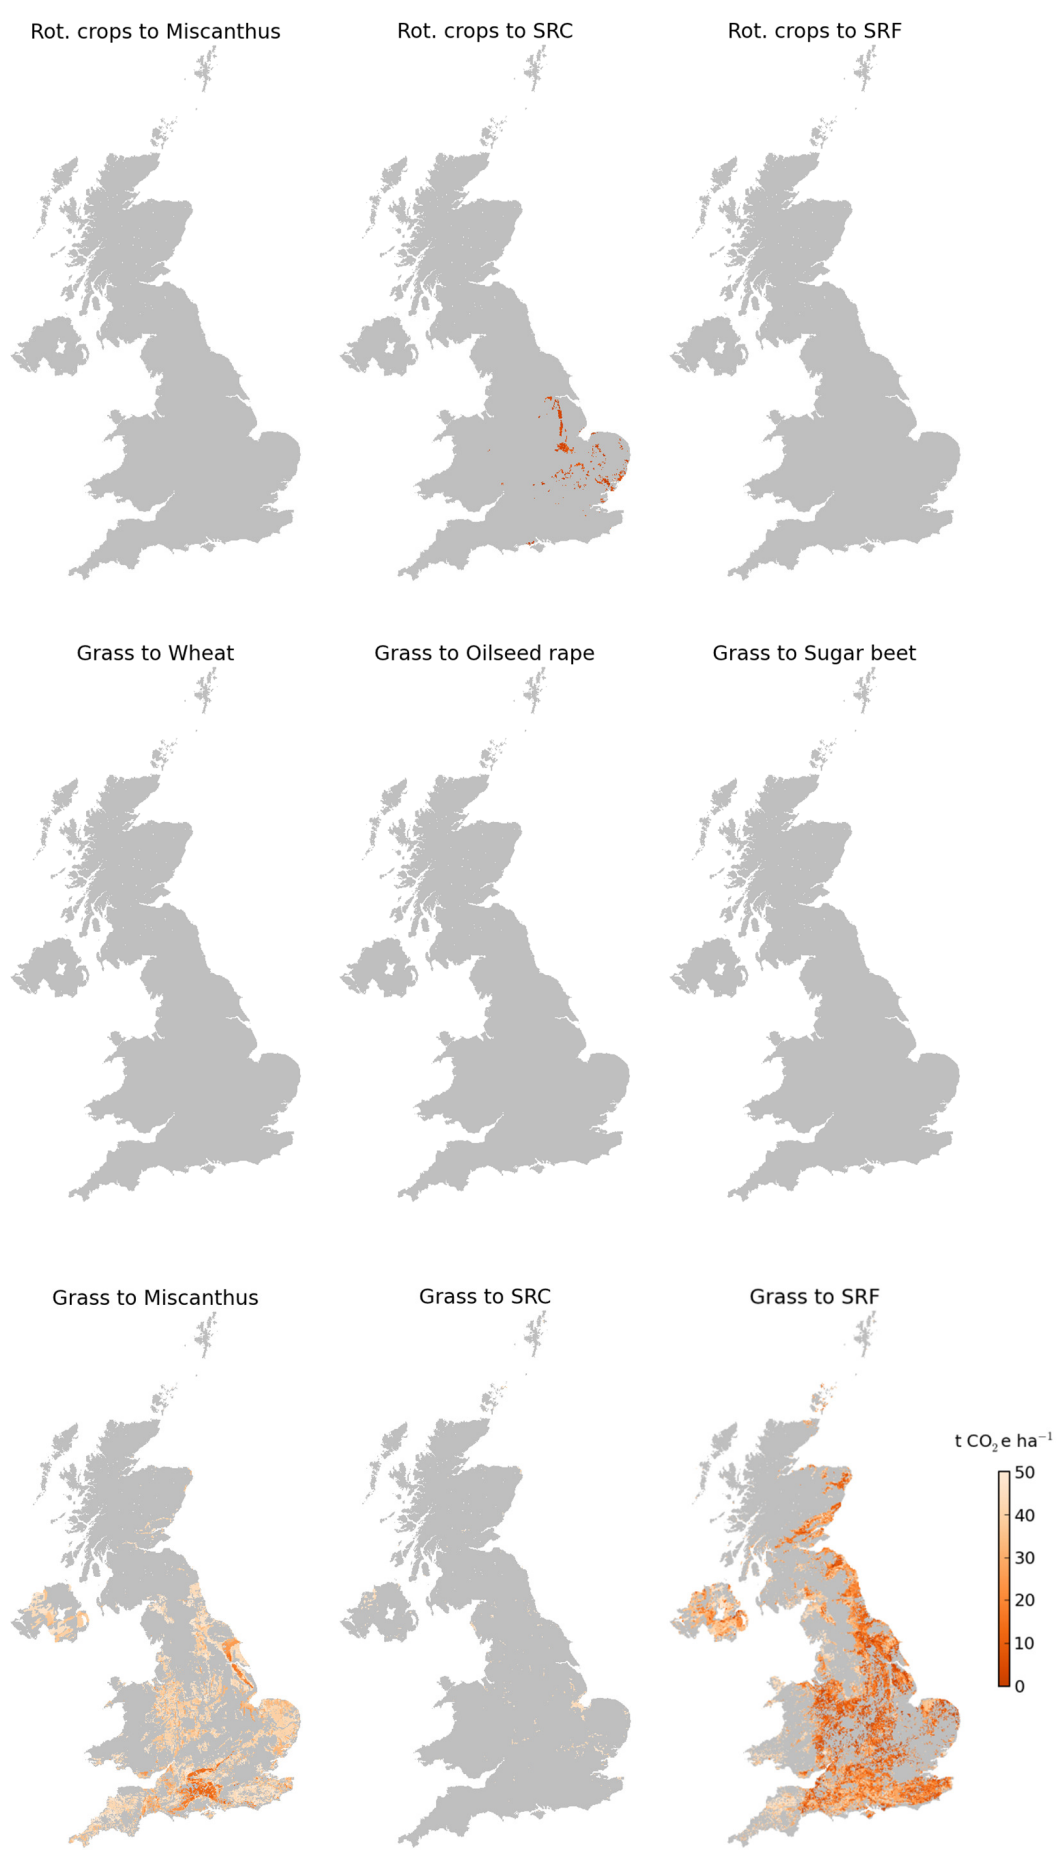 Rot. crops to Miscanthus
Rot. crops to SRC
Rot. crops to SRF
Grass to Wheat
Grass to Oilseed rape
Grass to Sugar beet
Grass to Miscanthus
Grass to SRC
Grass to SRF
t CO₂e ha⁻¹
50
40
30
20
10
0